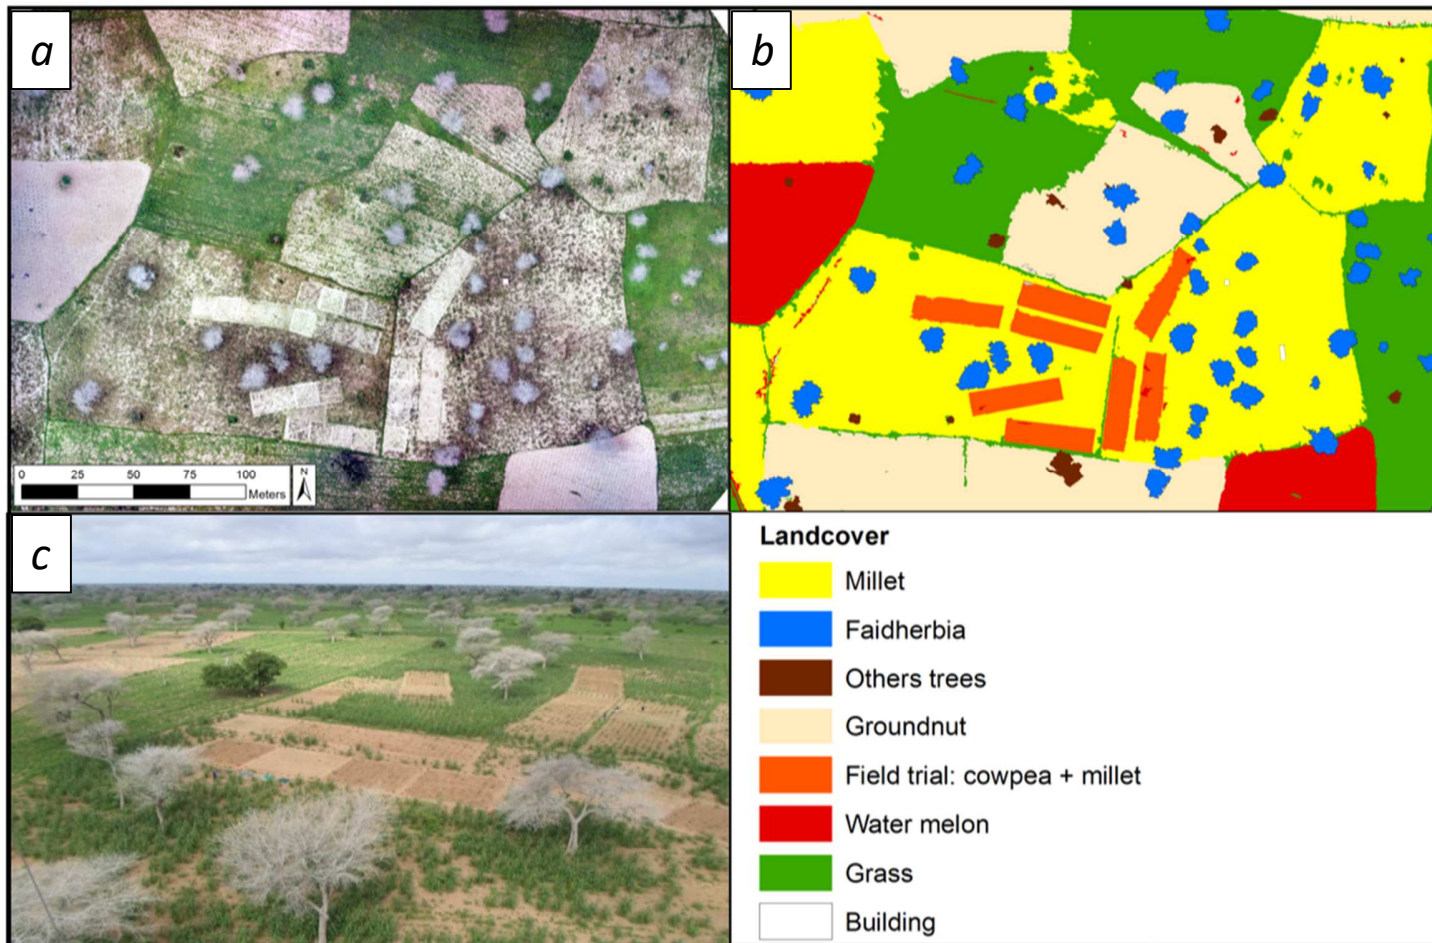 a
b
0 25 50 75 100
Meters
N
c
Landcover
Millet
Faidherbia
Others trees
Groundnut
Field trial: cowpea + millet
Water melon
Grass
Building